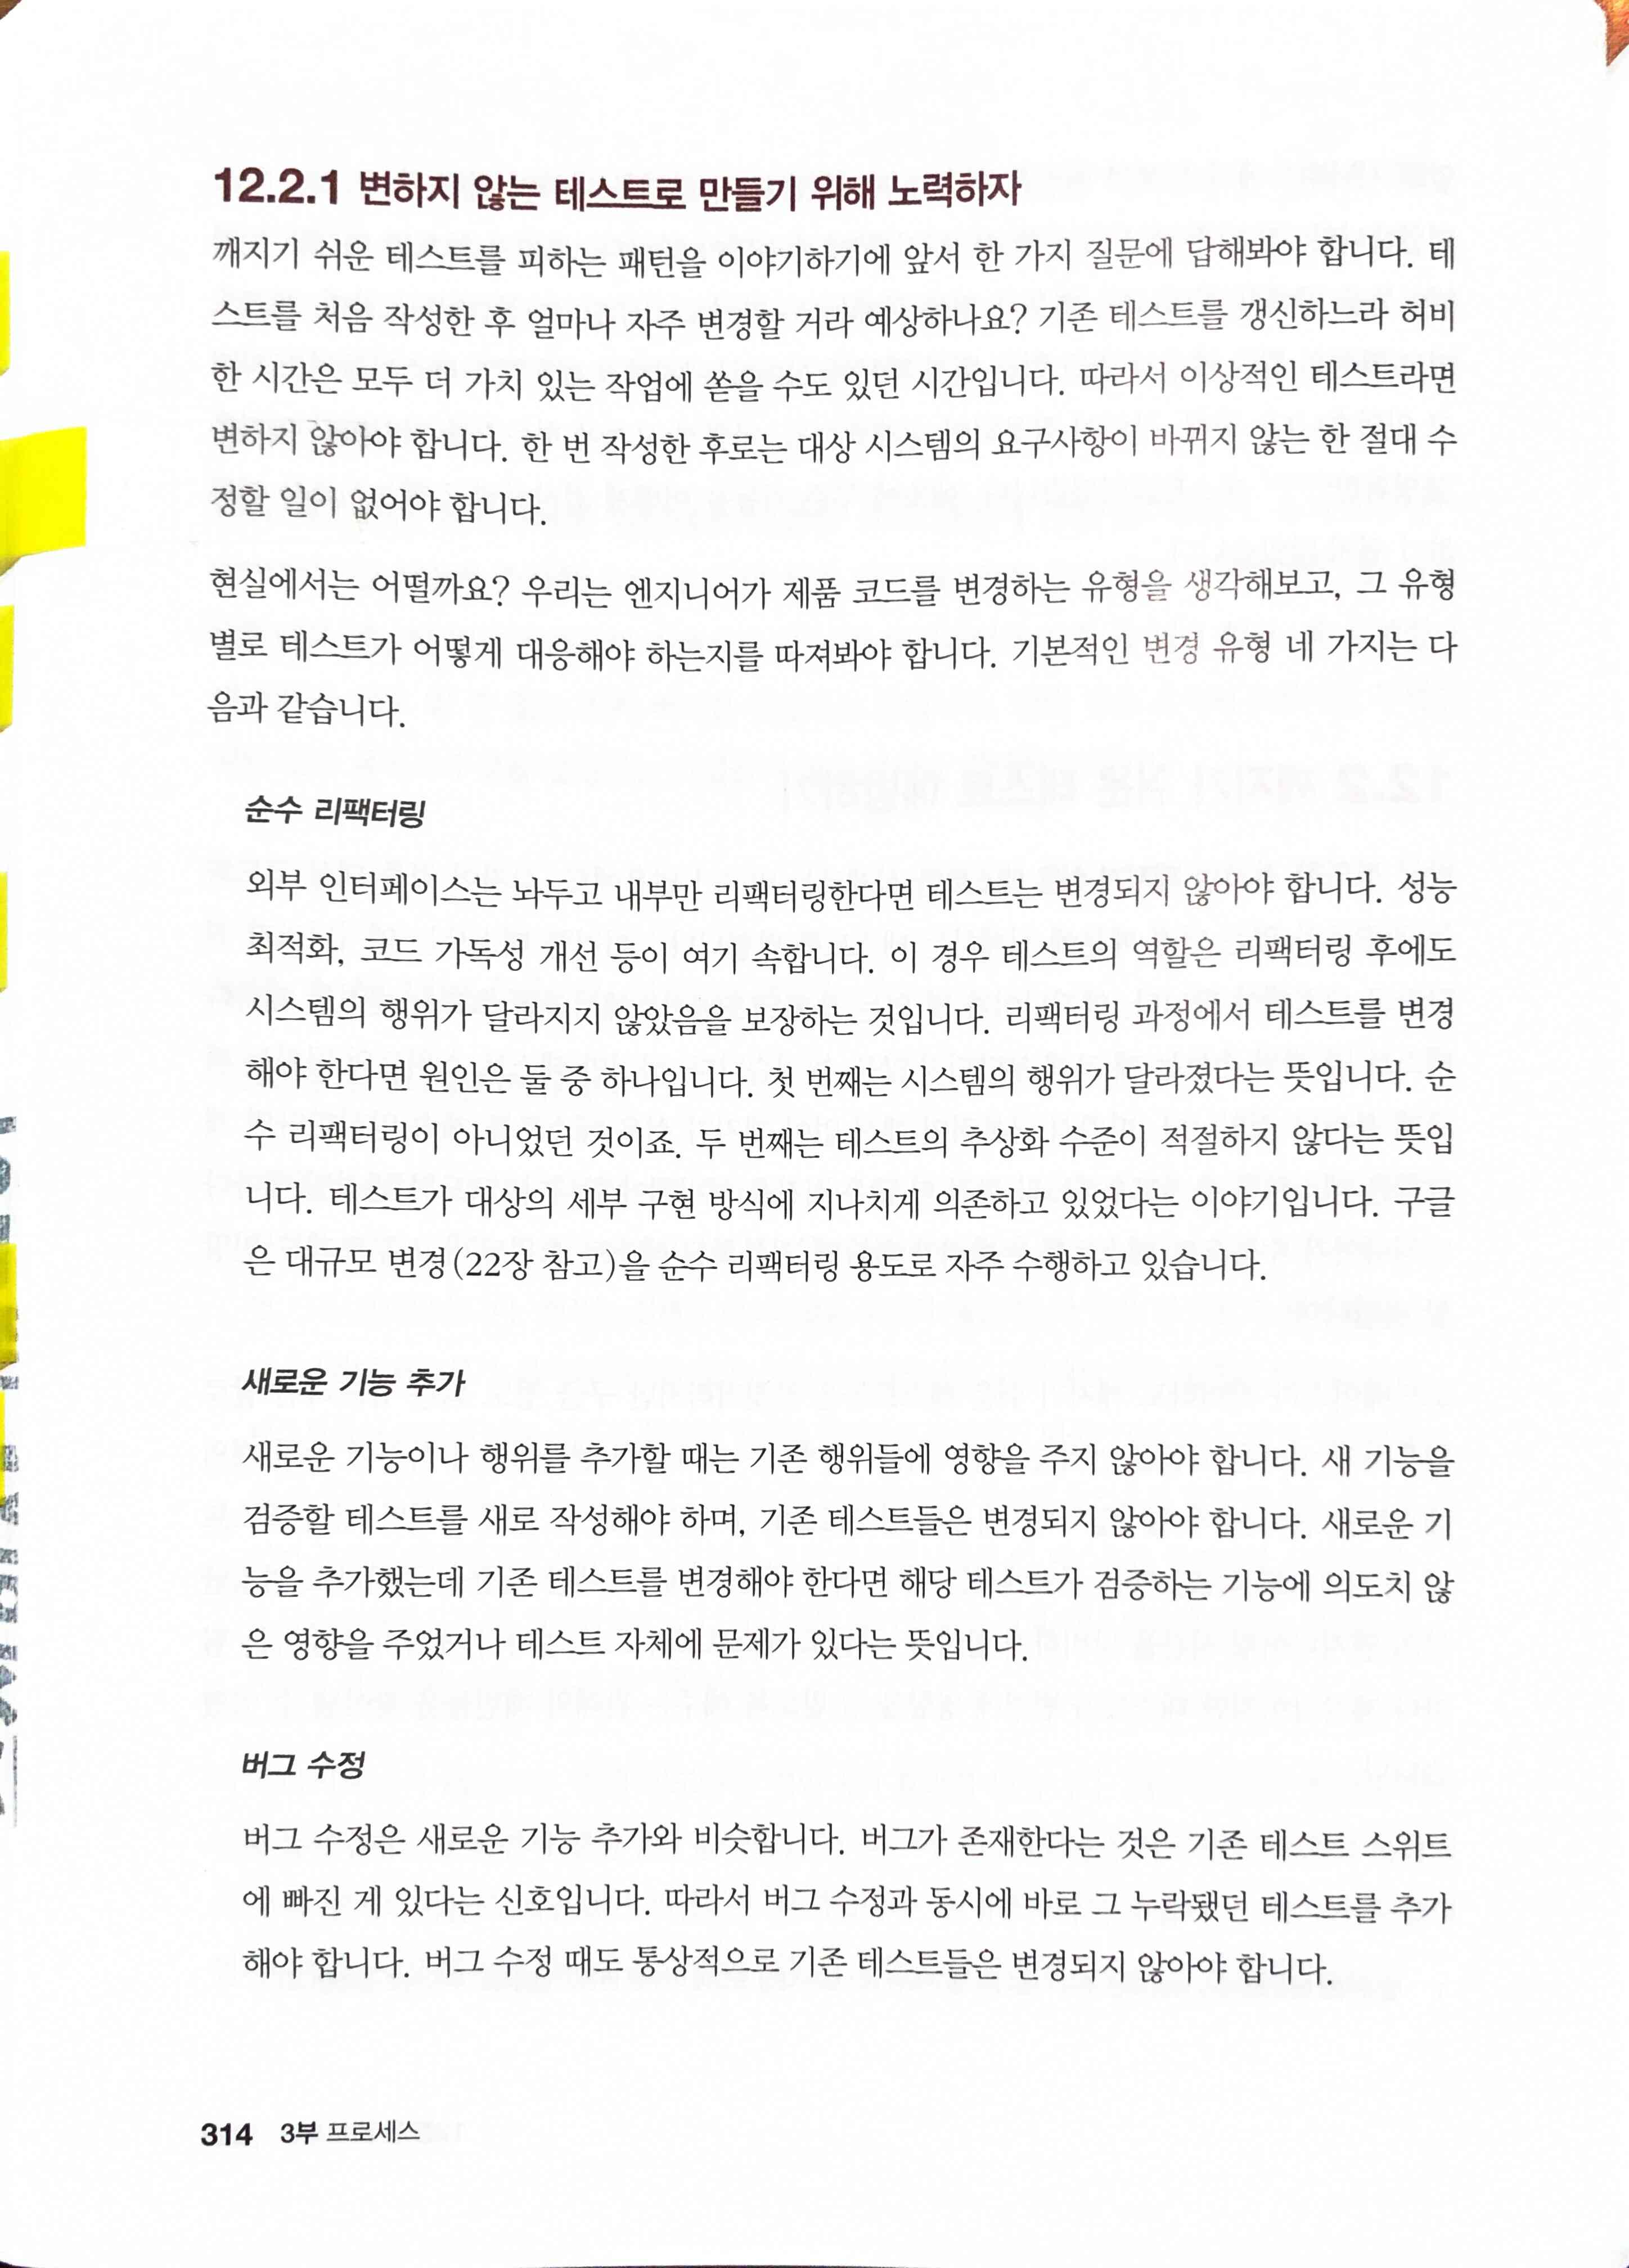 12.2.1 변하지 않는 테스트로 만들기 위해 노력하자
깨지기 쉬운 테스트를 피하는 패턴을 이야기하기에 앞서 한 가지 질문에 답해봐야 합니다. 테
스트를 처음 작성한 후 얼마나 자주 변경할 거라 예상하나요? 기존 테스트를 갱신하느라 허비
한 시간은 모두 더 가치 있는 작업에 쏟을 수도 있던 시간입니다. 따라서 이상적인 테스트라면
변하지 않아야 합니다. 한 번 작성한 후로는 대상 시스템의 요구사항이 바뀌지 않는 한 절대 수
정할 일이 없어야 합니다.
현실에서는 어떨까요? 우리는 엔지니어가 제품 코드를 변경하는 유형을 생각해보고, 그 유형
별로 테스트가 어떻게 대응해야 하는지를 따져봐야 합니다. 기본적인 변경 유형 네 가지는 다
음과 같습니다.
순수 리팩터링
외부 인터페이스는 놔두고 내부만 리팩터링한다면 테스트는 변경되지 않아야 합니다. 성능
최적화, 코드 가독성 개선 등이 여기 속합니다. 이 경우 테스트의 역할은 리팩터링 후에도
시스템의 행위가 달라지지 않았음을 보장하는 것입니다. 리팩터링 과정에서 테스트를 변경
해야 한다면 원인은 둘 중 하나입니다. 첫 번째는 시스템의 행위가 달라졌다는 뜻입니다. 순
수 리팩터링이 아니었던 것이죠. 두 번째는 테스트의 추상화 수준이 적절하지 않다는 뜻입
니다. 테스트가 대상의 세부 구현 방식에 지나치게 의존하고 있었다는 이야기입니다. 구글
은 대규모 변경(22장 참고)을 순수 리팩터링 용도로 자주 수행하고 있습니다.
새로운 기능 추가
새로운 기능이나 행위를 추가할 때는 기존 행위들에 영향을 주지 않아야 합니다. 새 기능을
검증할 테스트를 새로 작성해야 하며, 기존 테스트들은 변경되지 않아야 합니다. 새로운 기
능을 추가했는데 기존 테스트를 변경해야 한다면 해당 테스트가 검증하는 기능에 의도치 않
은 영향을 주었거나 테스트 자체에 문제가 있다는 뜻입니다.
버그 수정
버그 수정은 새로운 기능 추가와 비슷합니다. 버그가 존재한다는 것은 기존 테스트 스위트
에 빠진 게 있다는 신호입니다. 따라서 버그 수정과 동시에 바로 그 누락됐던 테스트를 추가
해야 합니다. 버그 수정 때도 통상적으로 기존 테스트들은 변경되지 않아야 합니다.
314 3부 프로세스